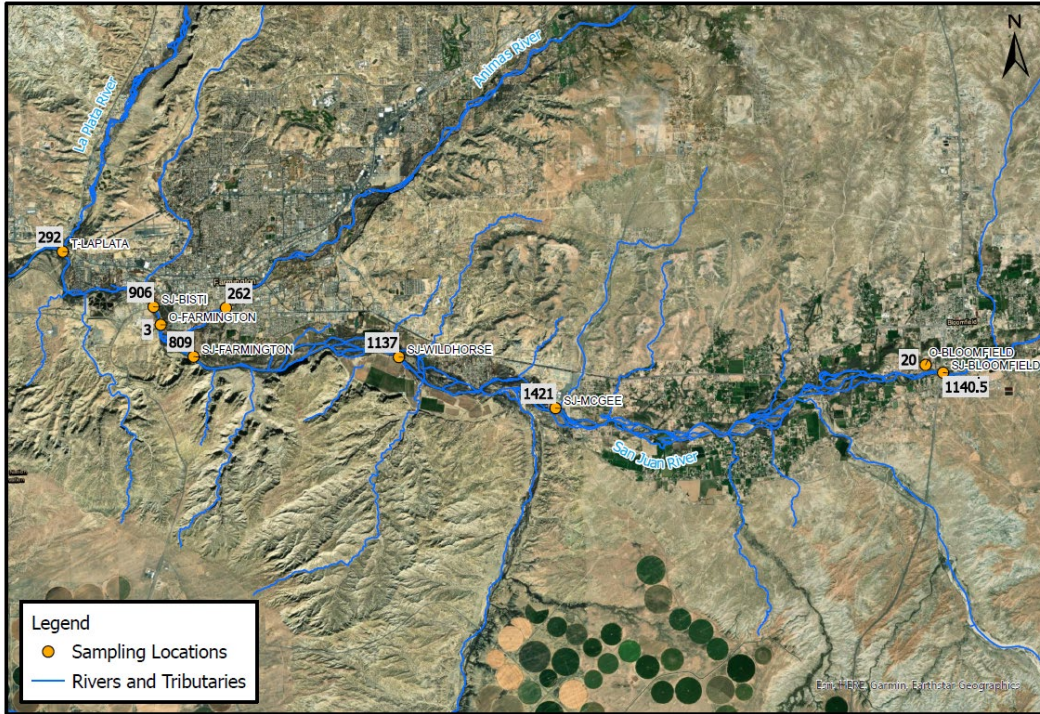 N
La Plata River
Animas River
292
T-LAPLATA
906
SJ-BISTI
262
O-FARMINGTON
3
809
SJ-FARMINGTON
1137
SJ-WILDHORSE
1421
SJ-MCGEE
San Juan River
Bloomfield
20
O-BLOOMFIELD
SJ-BLOOMFIELD
1140.5
Legend
Sampling Locations
Rivers and Tributaries
Esri, HERE, Garmin, Earthstar Geographics